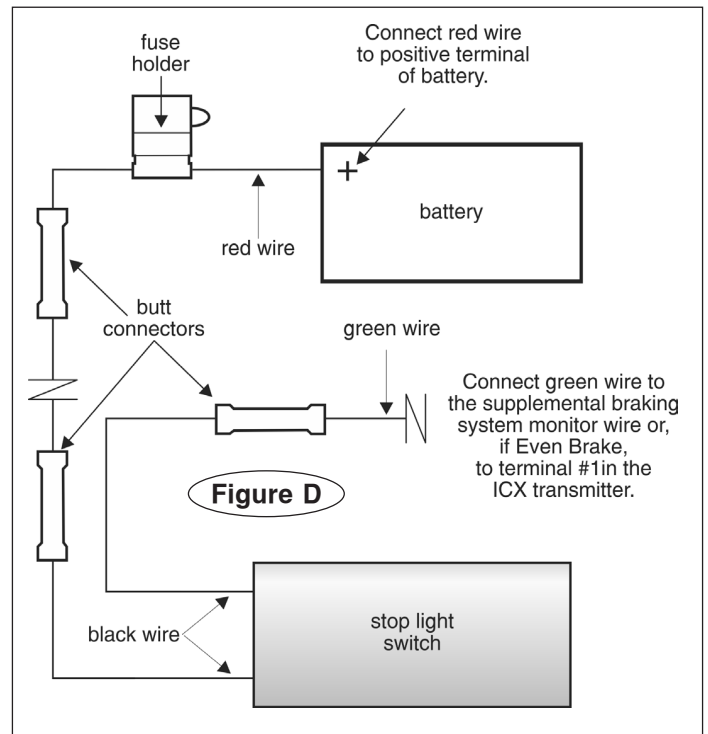 Connect red wire
to positive terminal
of battery.
fuse
holder
+
battery
red wire
butt
connectors
green wire
Connect green wire to
the supplemental braking
system monitor wire or,
if Even Brake,
to terminal #1in the
ICX transmitter.
Figure D
stop light
switch
black wire